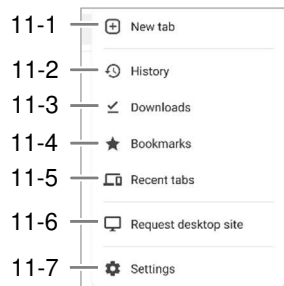 11-1 New tab
11-2 History
11-3 Downloads
11-4 Bookmarks
11-5 Recent tabs
11-6 Request desktop site
11-7 Settings